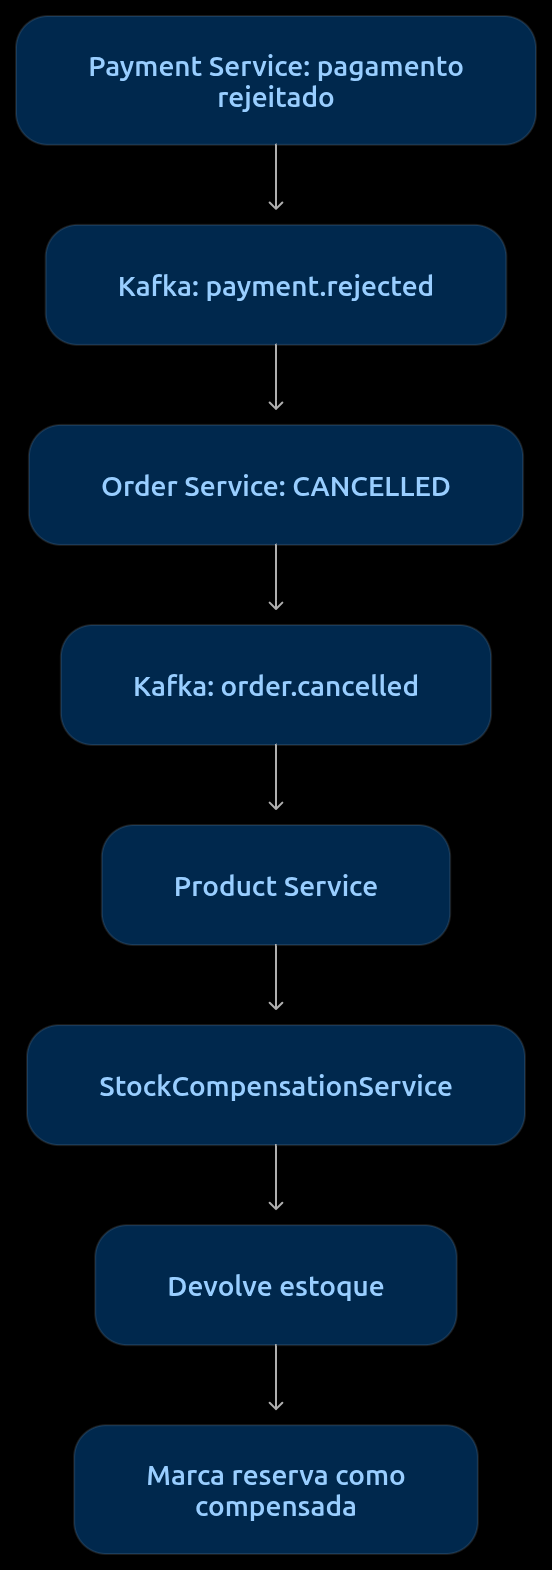 Payment Service: pagamento
rejeitado
Kafka: payment.rejected
Order Service: CANCELLED
Kafka: order.cancelled
Product Service
StockCompensationService
Devolve estoque
Marca reserva como
compensada